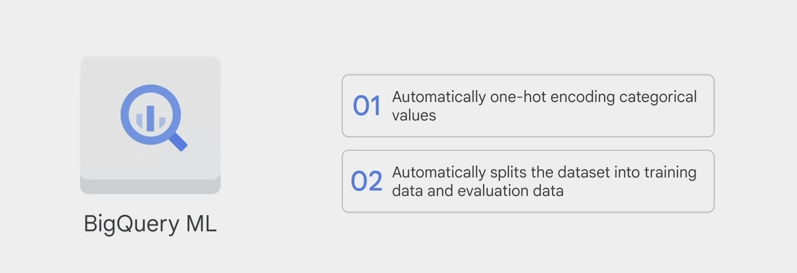 01
Automatically one-hot encoding categorical
values
02
Automatically splits the dataset into training
data and evaluation data
BigQuery ML